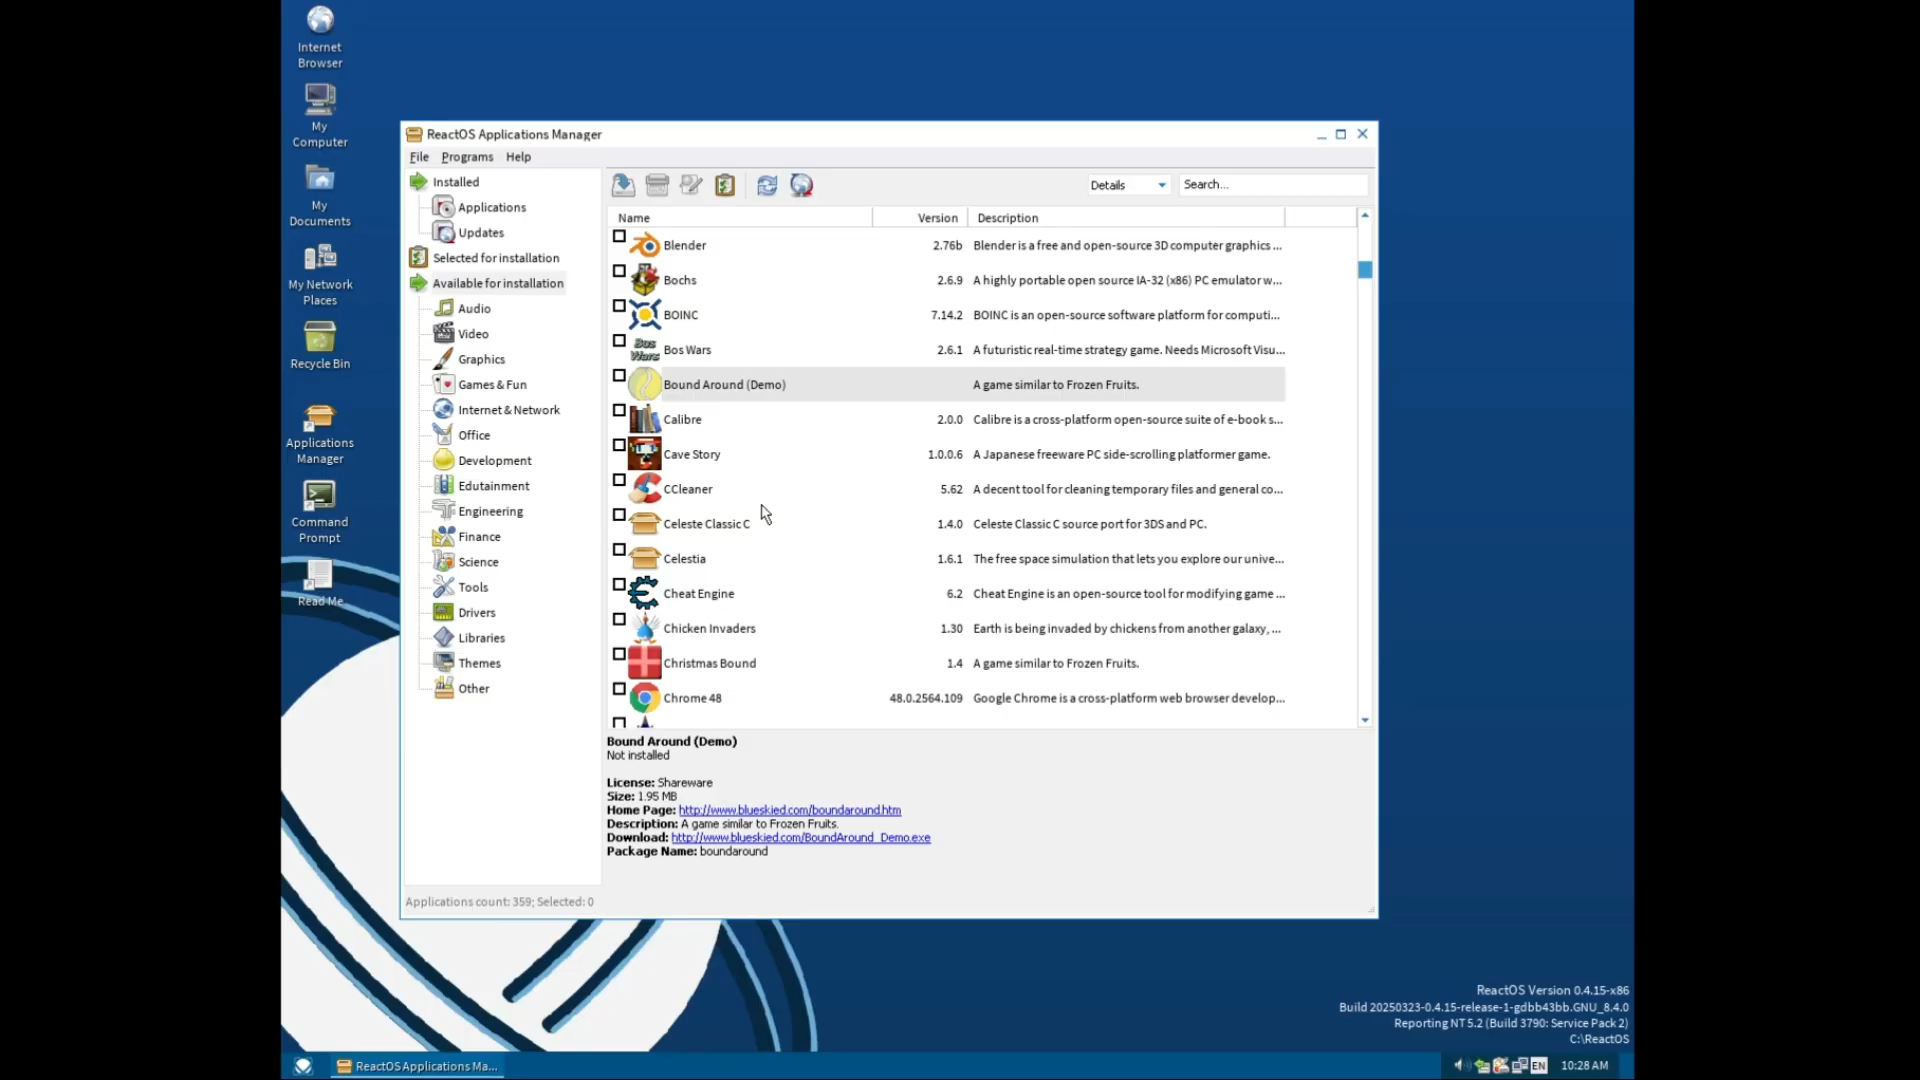 Internet
Browser
My
Computer
My
Documents
My Network
Places
Recycle Bin
Applications
Manager
Command
Prompt
Read Me
ReactOS Applications Manager
File Programs Help
Installed
Applications
Updates
Selected for installation
Available for installation
Audio
Video
Graphics
Games & Fun
Internet & Network
Office
Development
Edutainment
Engineering
Finance
Science
Tools
Drivers
Libraries
Themes
Other
Details Search...
Name Version Description
Blender 2.76b Blender is a free and open-source 3D computer graphics ...
Bochs 2.6.9 A highly portable open source IA-32 (x86) PC emulator w...
BOINC 7.14.2 BOINC is an open-source software platform for computi...
Bos Wars Bos Wars 2.6.1 A futuristic real-time strategy game. Needs Microsoft Visu...
Bound Around (Demo) A game similar to Frozen Fruits.
Calibre 2.0.0 Calibre is a cross-platform open-source suite of e-book s...
Cave Story 1.0.0.6 A Japanese freeware PC side-scrolling platformer game.
CCleaner 5.62 A decent tool for cleaning temporary files and general co...
Celeste Classic C 1.4.0 Celeste Classic C source port for 3DS and PC.
Celestia 1.6.1 The free space simulation that lets you explore our unive...
Cheat Engine 6.2 Cheat Engine is an open-source tool for modifying game ...
Chicken Invaders 1.30 Earth is being invaded by chickens from another galaxy, ...
Christmas Bound 1.4 A game similar to Frozen Fruits.
Chrome 48 48.0.2564.109 Google Chrome is a cross-platform web browser develop...
Bound Around (Demo)
Not installed
License: Shareware
Size: 1.95 MB
Home Page: http://www.blueskied.com/boundaround.htm
Description: A game similar to Frozen Fruits.
Download: http://www.blueskied.com/BoundAround_Demo.exe
Package Name: boundaround
Applications count: 359; Selected: 0
ReactOS Version 0.4.15-x86
Build 20250323-0.4.15-release-1-gdbb43bb.GNU_8.4.0
Reporting NT 5.2 (Build 3790: Service Pack 2)
C:\ReactOS
ReactOS Applications Ma... EN 10:28 AM